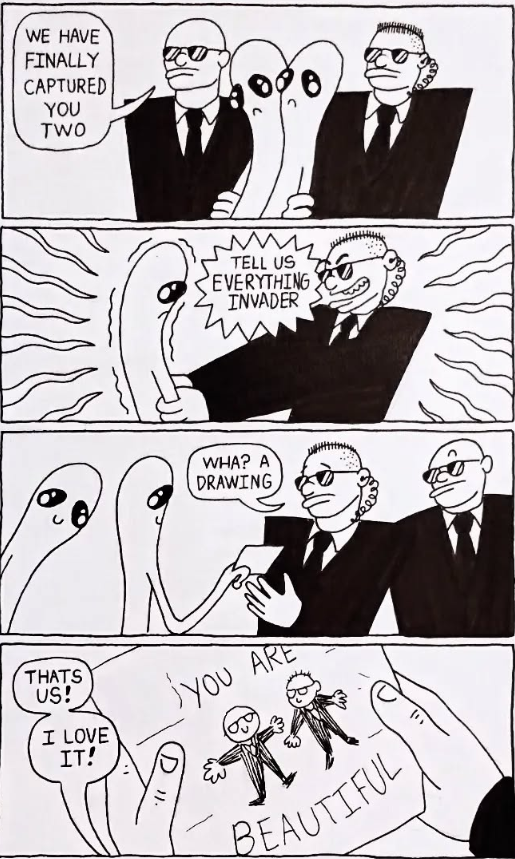 WE HAVE
FINALLY
CAPTURED
YOU
TWO
TELL US
EVERYTHING
INVADER
WHA? A
DRAWING
THATS
US!
I LOVE
IT!
YOU ARE
BEAUTIFUL